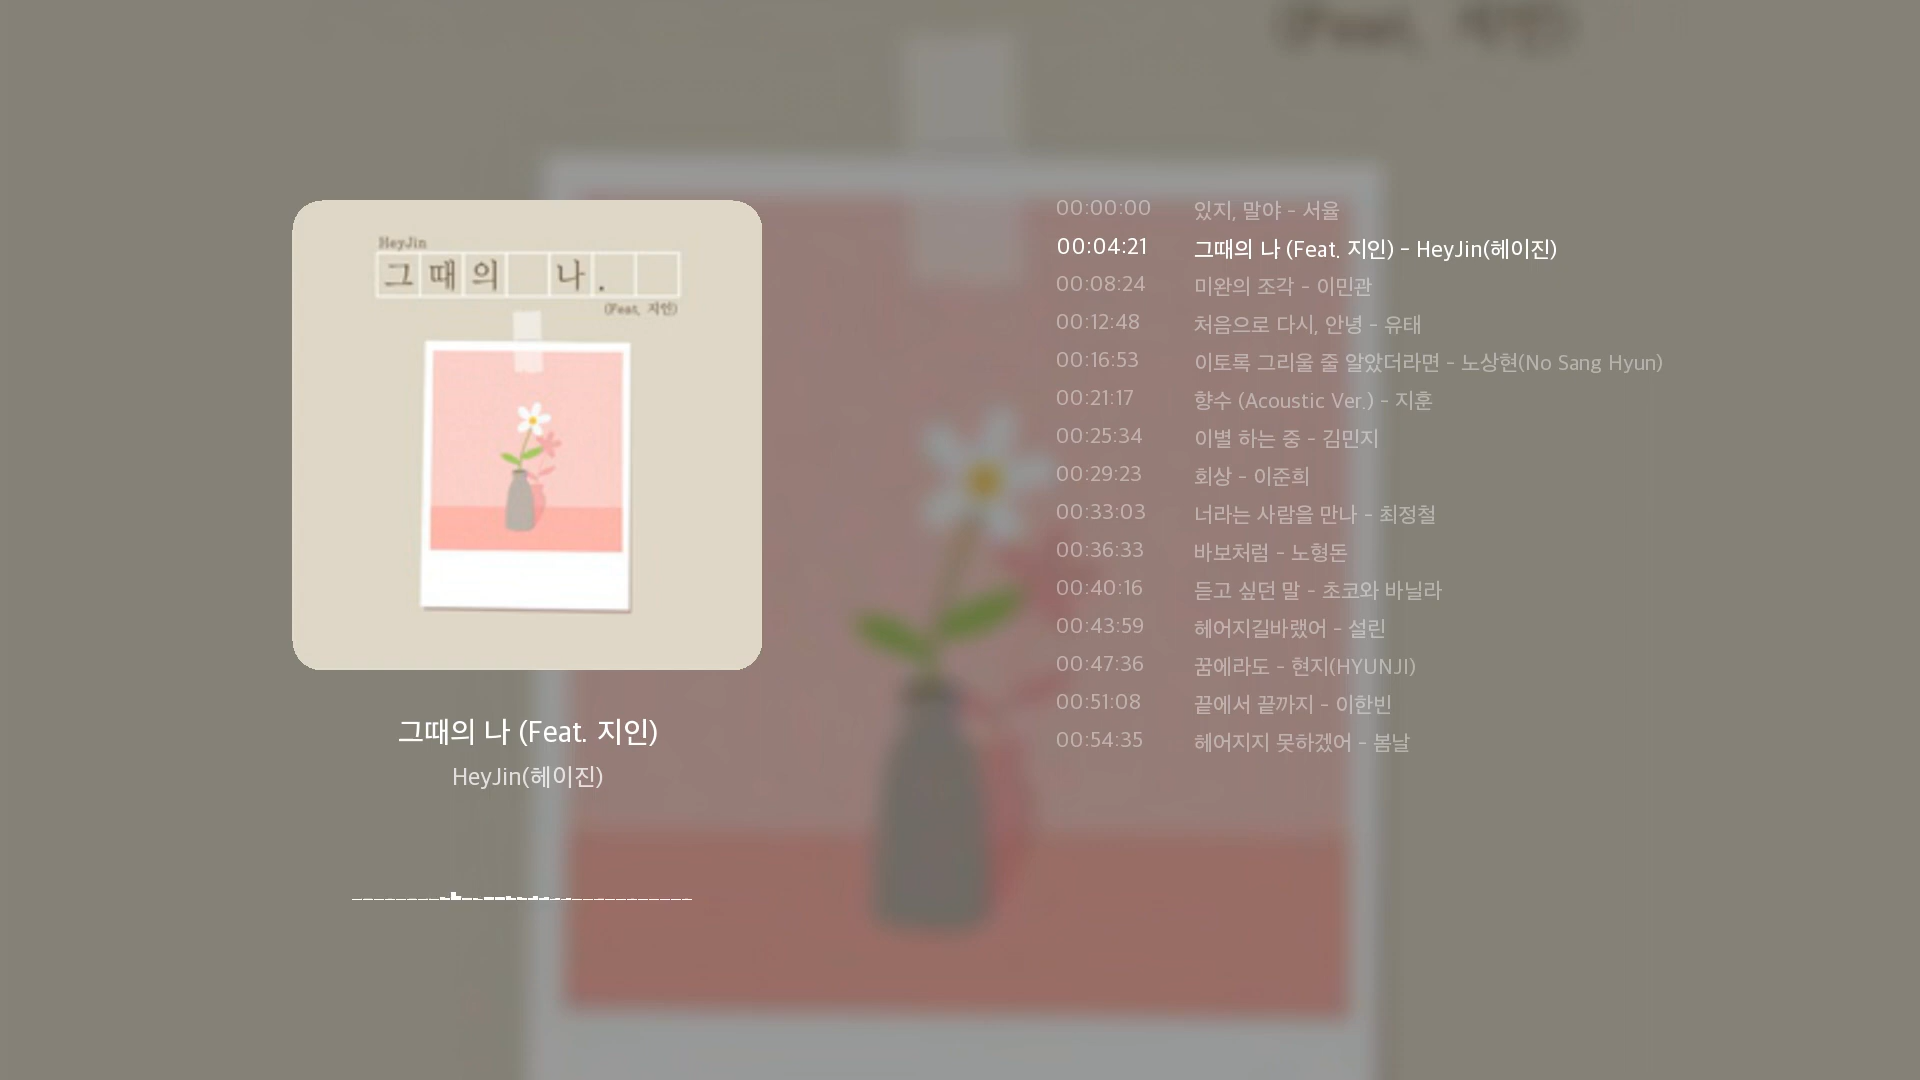 (Feat. 지인)
HeyJin
그때의 나.
(Feat. 지인)
그때의 나 (Feat. 지인)
HeyJin(헤이진)
00:00:00 있지, 말야 - 서율
00:04:21 그때의 나 (Feat. 지인) - HeyJin(헤이진)
00:08:24 미완의 조각 - 이민관
00:12:48 처음으로 다시, 안녕 - 유태
00:16:53 이토록 그리울 줄 알았더라면 - 노상현(No Sang Hyun)
00:21:17 향수 (Acoustic Ver.) - 지훈
00:25:34 이별 하는 중 - 김민지
00:29:23 회상 - 이준희
00:33:03 너라는 사람을 만나 - 최정철
00:36:33 바보처럼 - 노형돈
00:40:16 듣고 싶던 말 - 초코와 바닐라
00:43:59 헤어지길바랬어 - 설린
00:47:36 꿈에라도 - 현지(HYUNJI)
00:51:08 끝에서 끝까지 - 이한빈
00:54:35 헤어지지 못하겠어 - 봄날